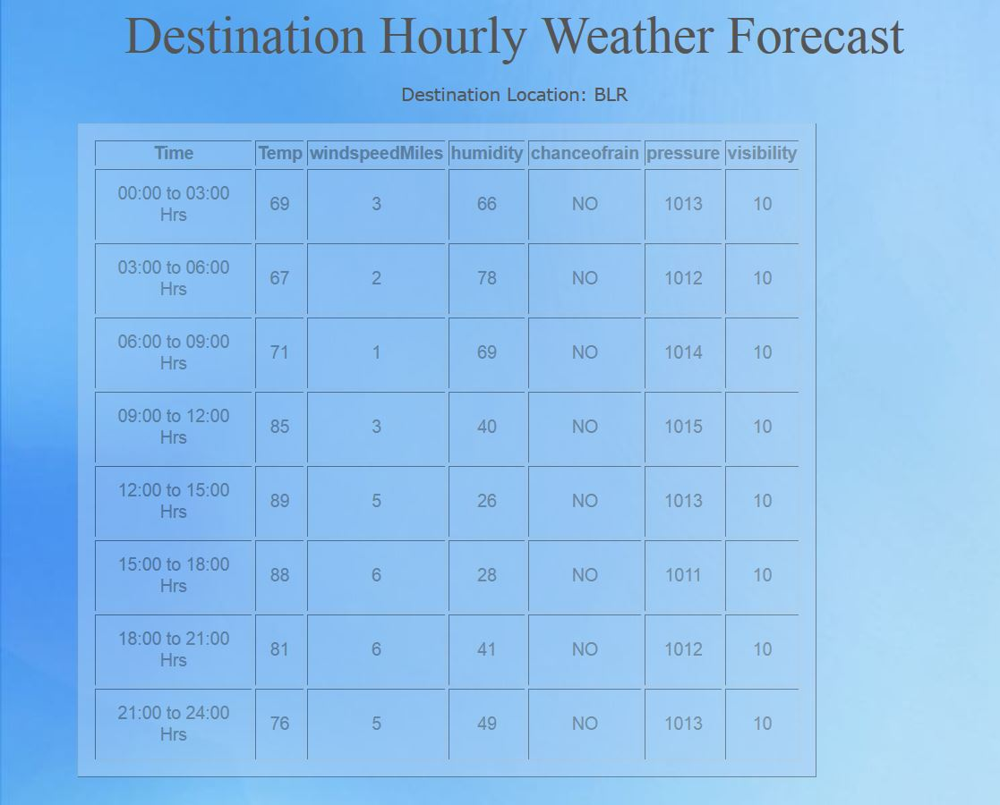 Destination Hourly Weather Forecast
Destination Location: BLR
Time Temp windspeedMiles humidity chanceofrain pressure visibility
00:00 to 03:00 Hrs 69 3 66 NO 1013 10
03:00 to 06:00 Hrs 67 2 78 NO 1012 10
06:00 to 09:00 Hrs 71 1 69 NO 1014 10
09:00 to 12:00 Hrs 85 3 40 NO 1015 10
12:00 to 15:00 Hrs 89 5 26 NO 1013 10
15:00 to 18:00 Hrs 88 6 28 NO 1011 10
18:00 to 21:00 Hrs 81 6 41 NO 1012 10
21:00 to 24:00 Hrs 76 5 49 NO 1013 10